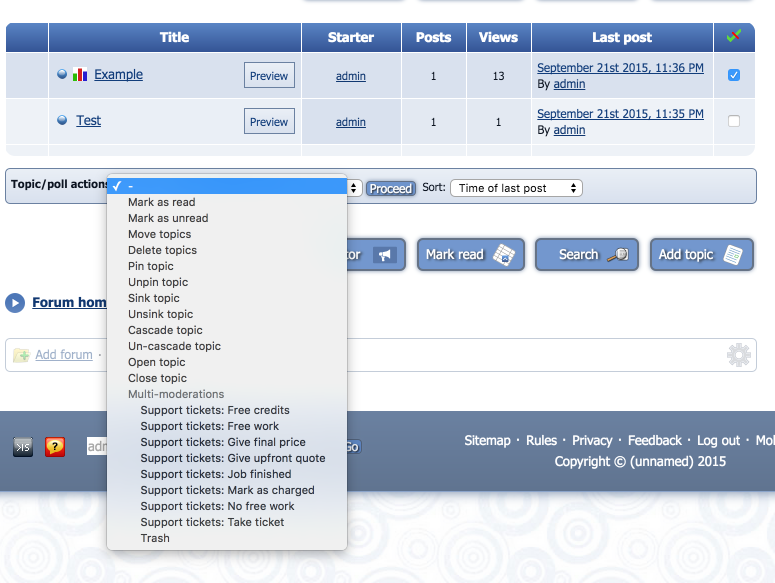 Title Starter Posts Views Last post
Example Preview admin 1 13 September 21st 2015, 11:36 PM
By admin
Test Preview admin 1 1 September 21st 2015, 11:35 PM
By admin
Topic/poll actions - Proceed Sort: Time of last post
Mark as read
Mark as unread
Move topics
Delete topics
Pin topic
Unpin topic
Sink topic
Unsink topic
Cascade topic
Un-cascade topic
Open topic
Close topic
Multi-moderations
Support tickets: Free credits
Support tickets: Free work
Support tickets: Give final price
Support tickets: Give upfront quote
Support tickets: Job finished
Support tickets: Mark as charged
Support tickets: No free work
Support tickets: Take ticket
Trash
tor Mark read Search Add topic
Forum hom
Add forum ·
SK ? adm Go
Sitemap · Rules · Privacy · Feedback · Log out · Mol
Copyright © (unnamed) 2015